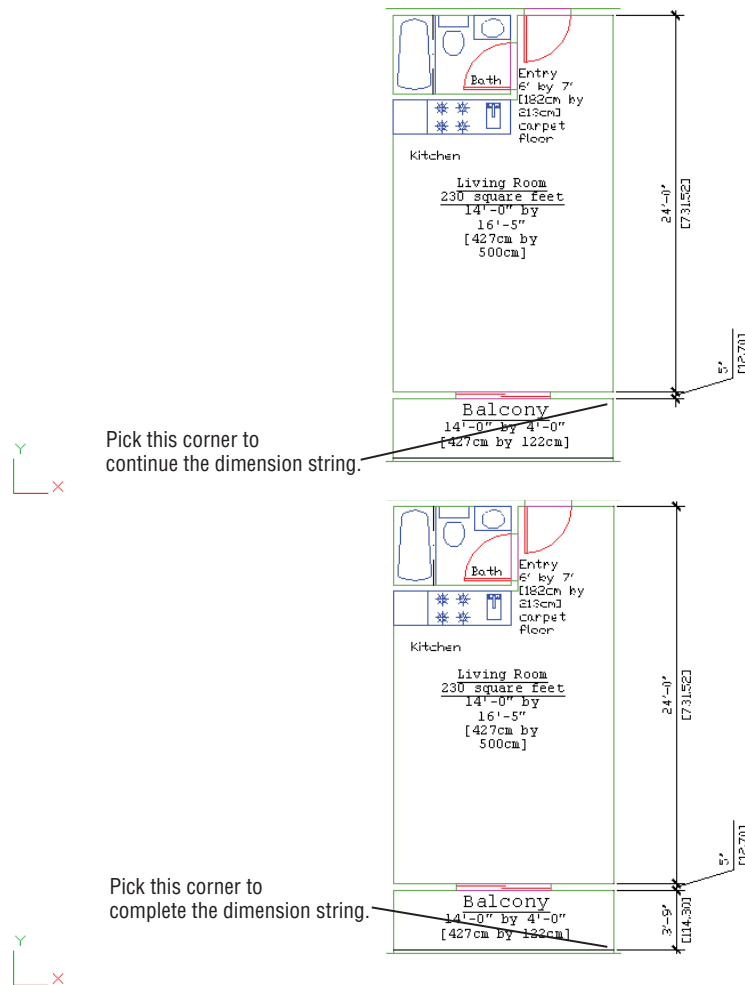 Bath
Entry
6' by 7'
[182cm by
213cm]
carpet
floor
Kitchen
Living Room
230 square feet
14'-0" by
16'-5"
[427cm by
500cm]
24'-0"
[731.52]
5"
[12.70]
Balcony
14'-0" by 4'-0"
[427cm by 122cm]
Y
X
Pick this corner to
continue the dimension string.
Bath
Entry
6' by 7'
[182cm by
213cm]
carpet
floor
Kitchen
Living Room
230 square feet
14'-0" by
16'-5"
[427cm by
500cm]
24'-0"
[731.52]
5"
[12.70]
Pick this corner to
complete the dimension string.
Balcony
14'-0" by 4'-0"
[427cm by 122cm]
3'-9"
[114.30]
Y
X